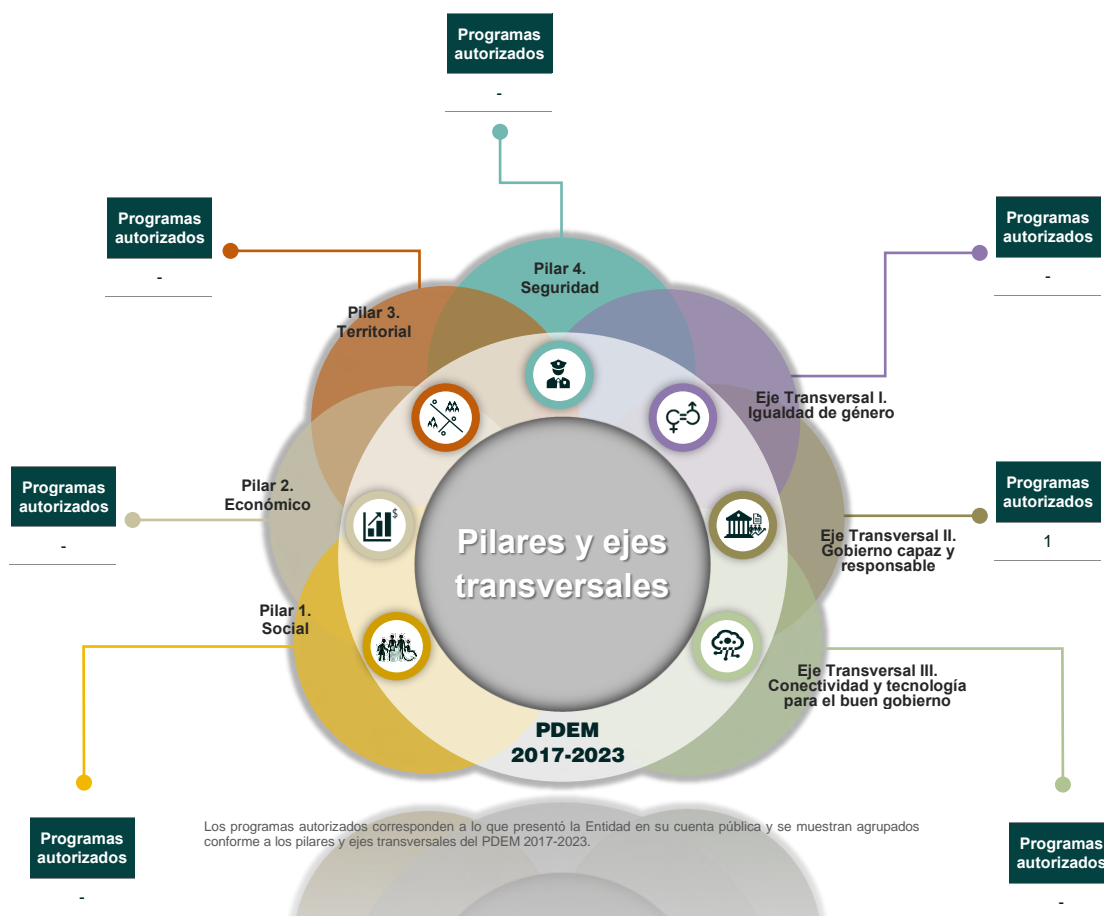 Programas
autorizados
-
Programas
autorizados
-
Programas
autorizados
-
Pilar 4.
Seguridad
Pilar 3.
Territorial
Eje Transversal I.
Igualdad de género
Programas
autorizados
-
Pilar 2.
Económico
$
Programas
autorizados
1
Eje Transversal II.
Gobierno capaz y
responsable
Pilares y ejes
transversales
Pilar 1.
Social
Eje Transversal III.
Conectividad y tecnología
para el buen gobierno
PDEM
2017-2023
Programas
autorizados
-
Los programas autorizados corresponden a lo que presentó la Entidad en su cuenta pública y se muestran agrupados
conforme a los pilares y ejes transversales del PDEM 2017-2023.
Programas
autorizados
-